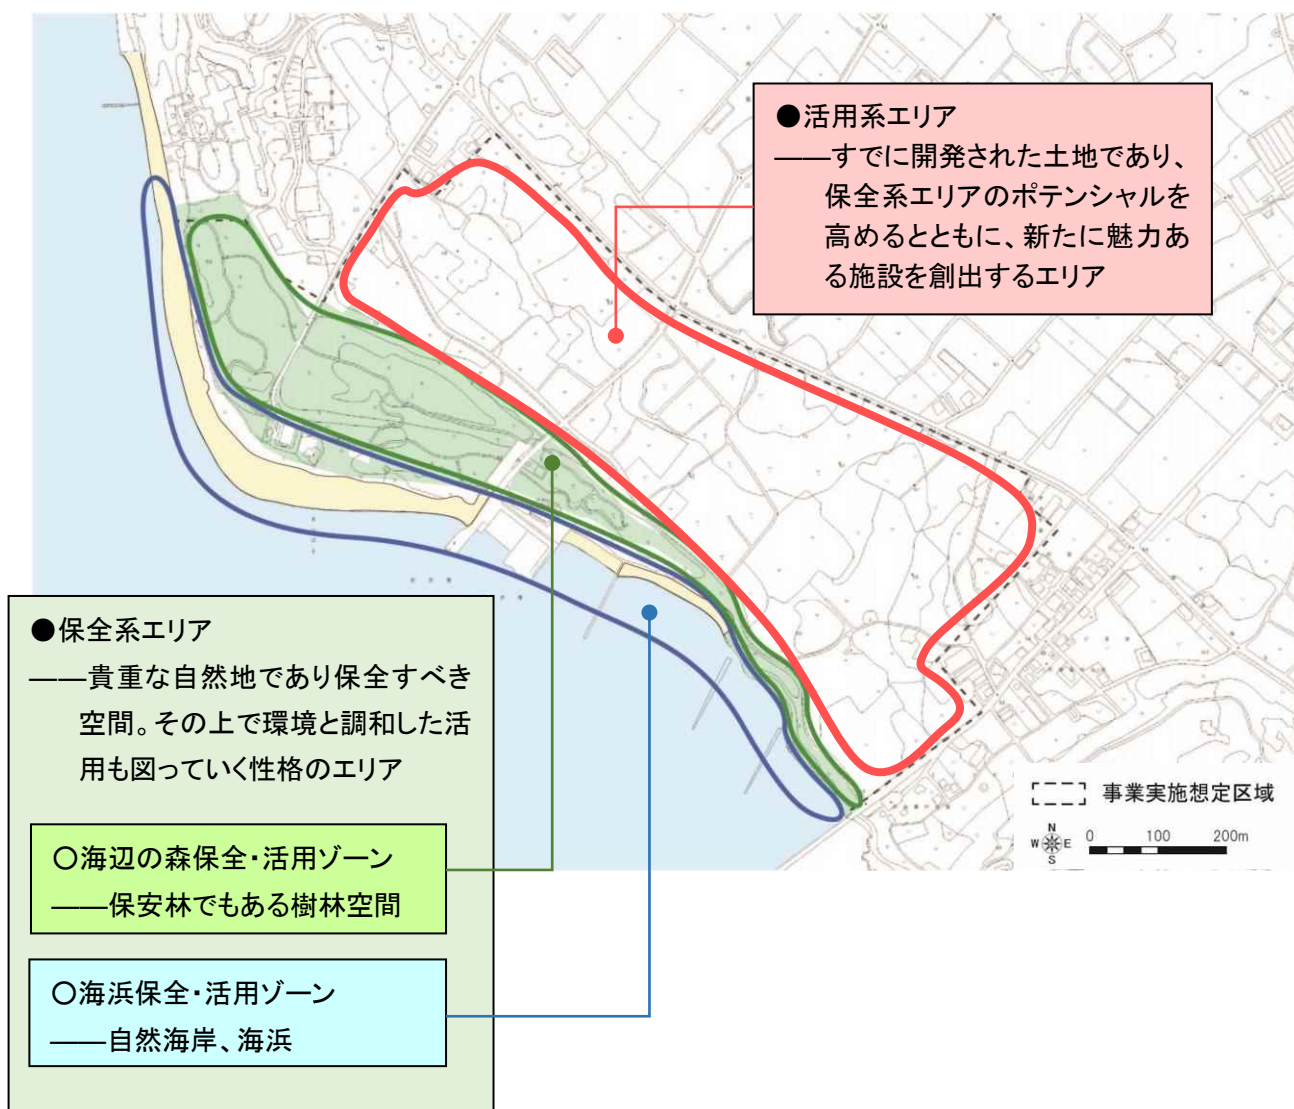 ●活用系エリア
――すでに開発された土地であり、
保全系エリアのポテンシャルを
高めるとともに、新たに魅力あ
る施設を創出するエリア
●保全系エリア
――貴重な自然地であり保全すべき
空間。その上で環境と調和した活
用も図っていく性格のエリア
○海辺の森保全・活用ゾーン
――保安林でもある樹林空間
○海浜保全・活用ゾーン
――自然海岸、海浜
事業実施想定区域
N
W E
S
0 100 200m